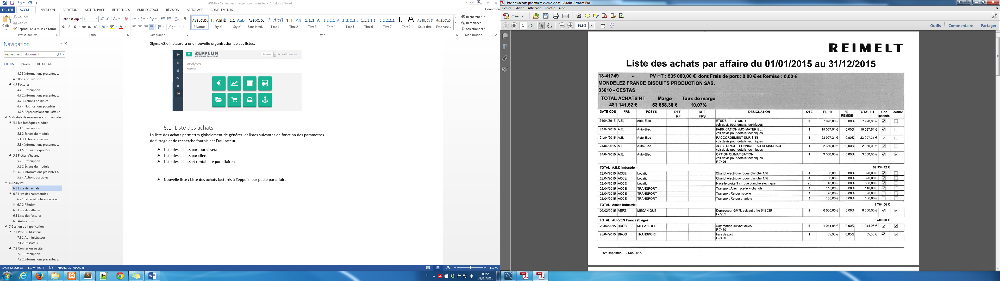 SIGMA - Cahier des charges fonctionnelles - v1.0.docx - Word
FICHIER ACCUEIL INSERTION CRÉATION MISE EN PAGE RÉFÉRENCES PUBLIPOSTAGE RÉVISION AFFICHAGE COMPLÉMENTS Connexion
Coller
Couper
Copier
Reproduire la mise en forme
Presse-papiers
Calibri (Corp 11
Police
Paragraphe
¶ Normal Style1 Style4 Sans interl... Titre 1 Titre 2 Titre 3 Titre 4 Titre 5 Titre 6 Titre 7 Titre 0 Sous-titre Emphase...
Style
Rechercher
Remplacer
Sélectionner
Modification
Navigation
Rechercher un document
TITRES PAGES RÉSULTATS
4.5.3 Informations présentes s...
4.6 Bons de livraisons
4.7 Factures
4.7.1 Description
4.7.2 Informations présentes s...
4.7.3 Actions possibles
4.7.4 Notifications possibles
4.7.5 Répercussions sur l'affaire
5 Module de ressources commerciales
5.1 Bibliothèques produit
5.1.1 Description
5.1.2 Écrans du module
5.1.3 Actions possibles
5.1.4 Informations présentes s...
5.1.5 Données exportées
5.2 Fiches d'heures
5.2.1 Description
5.2.2 Écrans du module
5.2.3 Informations présentes s...
5.2.4 Actions possibles
6 Analyses
6.1 Liste des achats
6.2 Liste des commandes
6.2.1 Filtres et critères de sélec...
6.2.2 Résultat
6.3 Liste des affaires
6.4 Liste des factures
6.5 Autres listes
7 Gestion de l'application
7.1 Profils utilisateur
7.1.1 Administrateur
7.1.2 Utilisateur
7.2 Connexion au site
7.2.1 Description
7.2.2 Informations présentes s...
Sigma v2.0 instaurera une nouvelle organisation de ces listes.
Σ+ ZEPPELIN
WE CREATE SOLUTIONS
Français Se déconnecter
Analyses
Analyses
6.1 Liste des achats
La liste des achats permettra globalement de générer les listes suivantes en fonction des paramètres
de filtrage et de recherche fournis par l'utilisateur :
Liste des achats par fournisseur
Liste des achats par client
Liste des achats et rentabilité par affaire :
Nouvelle liste : Liste des achats facturés à Zeppelin par poste par affaire.
PAGE 62 SUR 73 11974 MOTS FRANÇAIS (FRANCE) 110 %
FR 09:56
31/07/2015
Liste des achats par affaire exemple.pdf - Adobe Acrobat Pro
Fichier Edition Affichage Fenêtre Aide
Créer
1 / 6 98,9% Outils Commentaire Partager
REIMELT
Liste des achats par affaire du 01/01/2015 au 31/12/2015
13-41749 - PV HT : 535 000,00 € dont Frais de port : 0,00 € et Remise : 0,00 €
MONDELEZ FRANCE BISCUITS PRODUCTION SAS.
33610 - CESTAS
TOTAL ACHATS HT Marge Taux de marge
481 141,62 € 53 858,38 € 10,07%
DATE CDE FRS POSTE REF RF REF FRS DESIGNATION QTE PU HT % REMISE TOTAL HT Cde passée Facturé
24/04/2015 A.E. Auto-Elec ETUDE ELECTRIQUE 1 7 920,00 € 0,00% 7 920,00 €
voir devis pour détails techniques
24/04/2015 A.E. Auto-Elec FABRICATION (MO-MATERIEL...) 1 15 037,51 € 0,00% 15 037,51 €
voir devis pour détails techniques
24/04/2015 A.E. Auto-Elec RACCORDEMENT SUR SITE 1 23 997,21 € 0,00% 23 997,21 €
voir devis pour détails techniques
24/04/2015 A.E. Auto-Elec ASSISTANCE TECHNIQUE AU DEMARRAGE 1 2 380,00 € 0,00% 2 380,00 €
voir devis pour détails techniques
24/04/2015 A.E. Auto-Elec OPTION CLIMATISATION 1 3 600,00 € 0,00% 3 600,00 €
voir devis pour détails techniques
F-7426
TOTAL A.E.D Industrie : 52 934,72 €
28/04/2015 ACCE Location Chariot electrique roues blanche 1,5t 4 80,00 € 0,00% 320,00 €
28/04/2015 ACCE Location Chariot electrique roues blanche 1,5t 4 80,00 € 0,00% 320,00 €
28/04/2015 ACCE Location Nacelle droite 9 m roue blanche electrique 20 40,00 € 0,00% 800,00 €
28/04/2015 ACCE TRANSPORT Transport Aller nacelle + chariots 1 118,00 € 0,00% 118,00 €
28/04/2015 ACCE TRANSPORT Transport Retour nacelle 1 98,00 € 0,00% 98,00 €
28/04/2015 ACCE TRANSPORT Transport Retour chariots 1 108,00 € 0,00% 108,00 €
TOTAL Acces Industrie : 1 764,00 €
09/02/2015 AERZ MECANIQUE Depresseur GM7L suivant offre 54B025 1 6 500,00 € 0,00% 6 500,00 €
F-7263
TOTAL AERZEN France (Siège) : 6 500,00 €
28/04/2015 BROS MECANIQUE Commande suivant devis 1 1 044,96 € 0,00% 1 044,96 €
F-7480
28/04/2015 BROS TRANSPORT frais de port 1 35,00 € 0,00% 35,00 €
F-7480
Liste imprimée l 21/05/2015